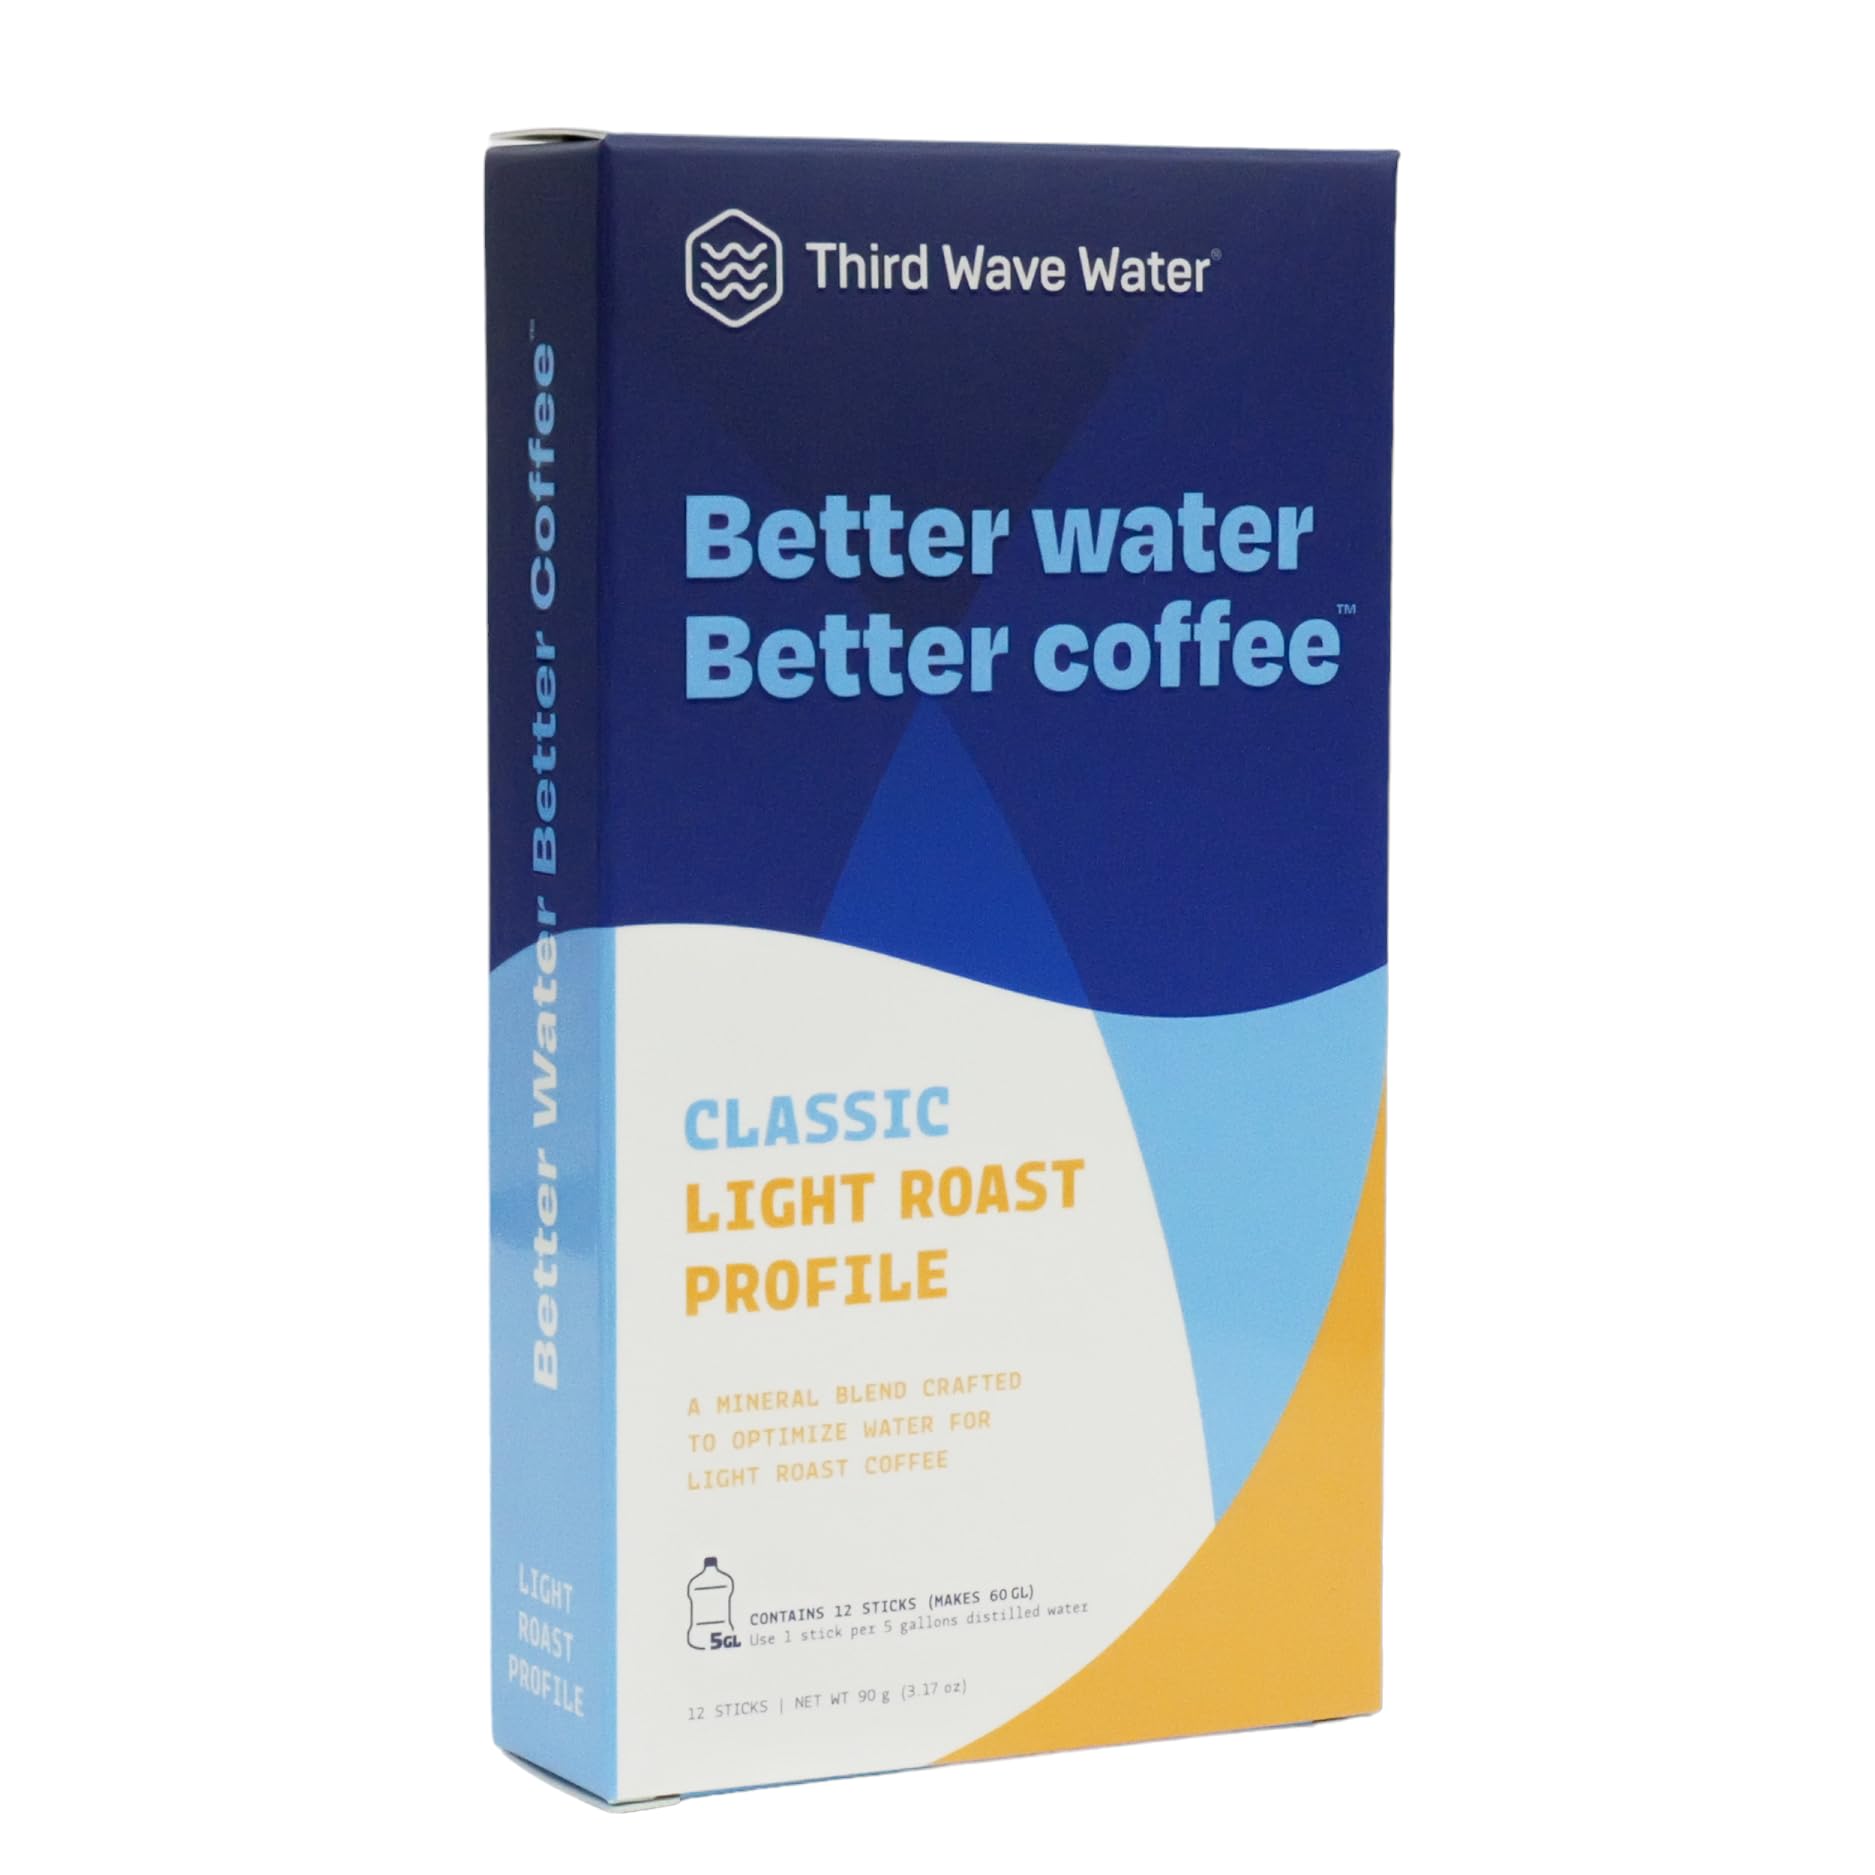 Third Wave Water®
Better water
Better coffee™
CLASSIC
LIGHT ROAST
PROFILE
A MINERAL BLEND CRAFTED
TO OPTIMIZE WATER FOR
LIGHT ROAST COFFEE
5GL
CONTAINS 12 STICKS (MAKES 60 GL)
Use 1 stick per 5 gallons distilled water
12 STICKS | NET WT 90 g (3.17 oz)
Better Water Better Coffee™
LIGHT
ROAST
PROFILE